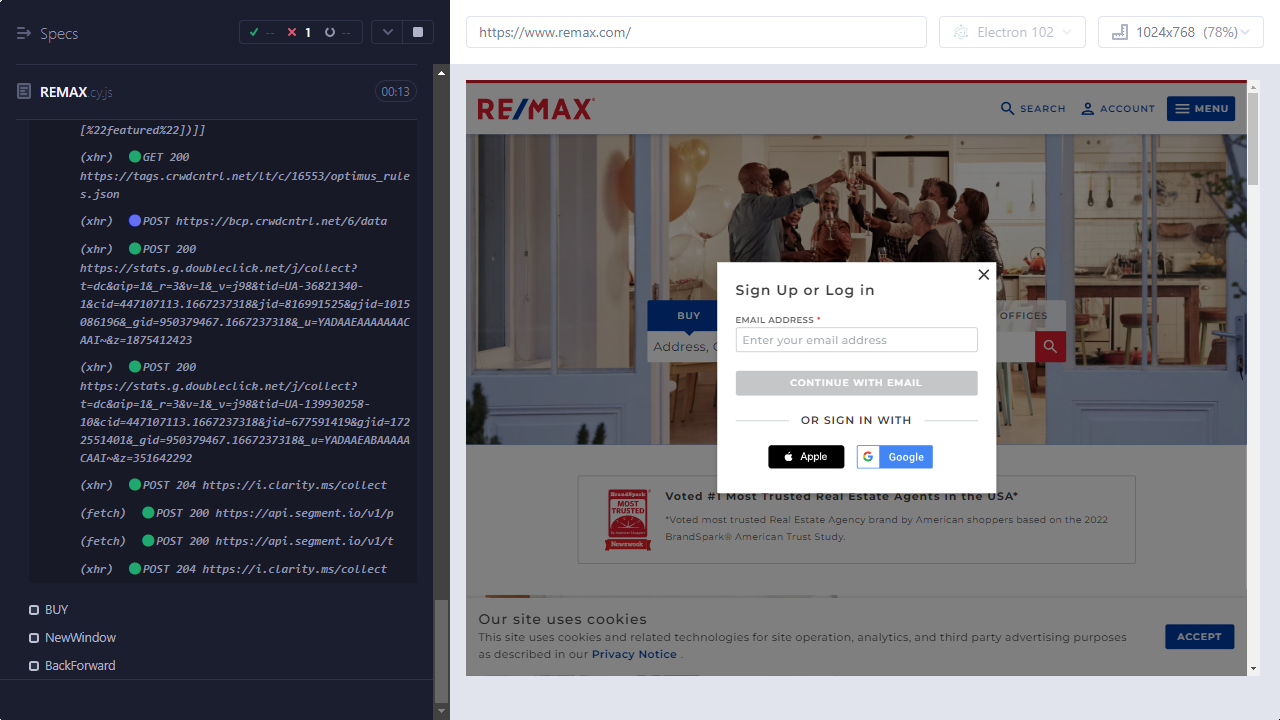 Specs
-- 1 --
REMAX.cy.js
00:13
[%22featured%22])]]
(xhr) GET 200
https://tags.crwdcntrl.net/lt/c/16553/optimus_rule
s.json
(xhr) POST https://bcp.crwdcntrl.net/6/data
(xhr) POST 200
https://stats.g.doubleclick.net/j/collect?
t=dc&aip=1&_r=3&v=1&_v=j98&tid=UA-36821340-
1&cid=447107113.1667237318&jid=816991525&gjid=1015
086196&_gid=950379467.1667237318&_u=YADAAEAAAAAAAC
AAI~&z=1875412423
(xhr) POST 200
https://stats.g.doubleclick.net/j/collect?
t=dc&aip=1&_r=3&v=1&_v=j98&tid=UA-139930258-
10&cid=447107113.1667237318&jid=677591419&gjid=172
2551401&_gid=950379467.1667237318&_u=YADAAEABAAAAA
CAAI~&z=351642292
(xhr) POST 204 https://i.clarity.ms/collect
(fetch) POST 200 https://api.segment.io/v1/p
(fetch) POST 200 https://api.segment.io/v1/t
(xhr) POST 204 https://i.clarity.ms/collect
BUY
NewWindow
BackForward
https://www.remax.com/
Electron 102
1024x768 (78%)
RE/MAX
SEARCH
ACCOUNT
MENU
BUY
OFFICES
Address, C
Sign Up or Log in
EMAIL ADDRESS *
Enter your email address
CONTINUE WITH EMAIL
OR SIGN IN WITH
Apple
Google
BrandSpark
MOST
TRUSTED
Newsweek
Voted #1 Most Trusted Real Estate Agents in the USA*
*Voted most trusted Real Estate Agency brand by American shoppers based on the 2022
BrandSpark® American Trust Study.
Our site uses cookies
This site uses cookies and related technologies for site operation, analytics, and third party advertising purposes
as described in our Privacy Notice .
ACCEPT